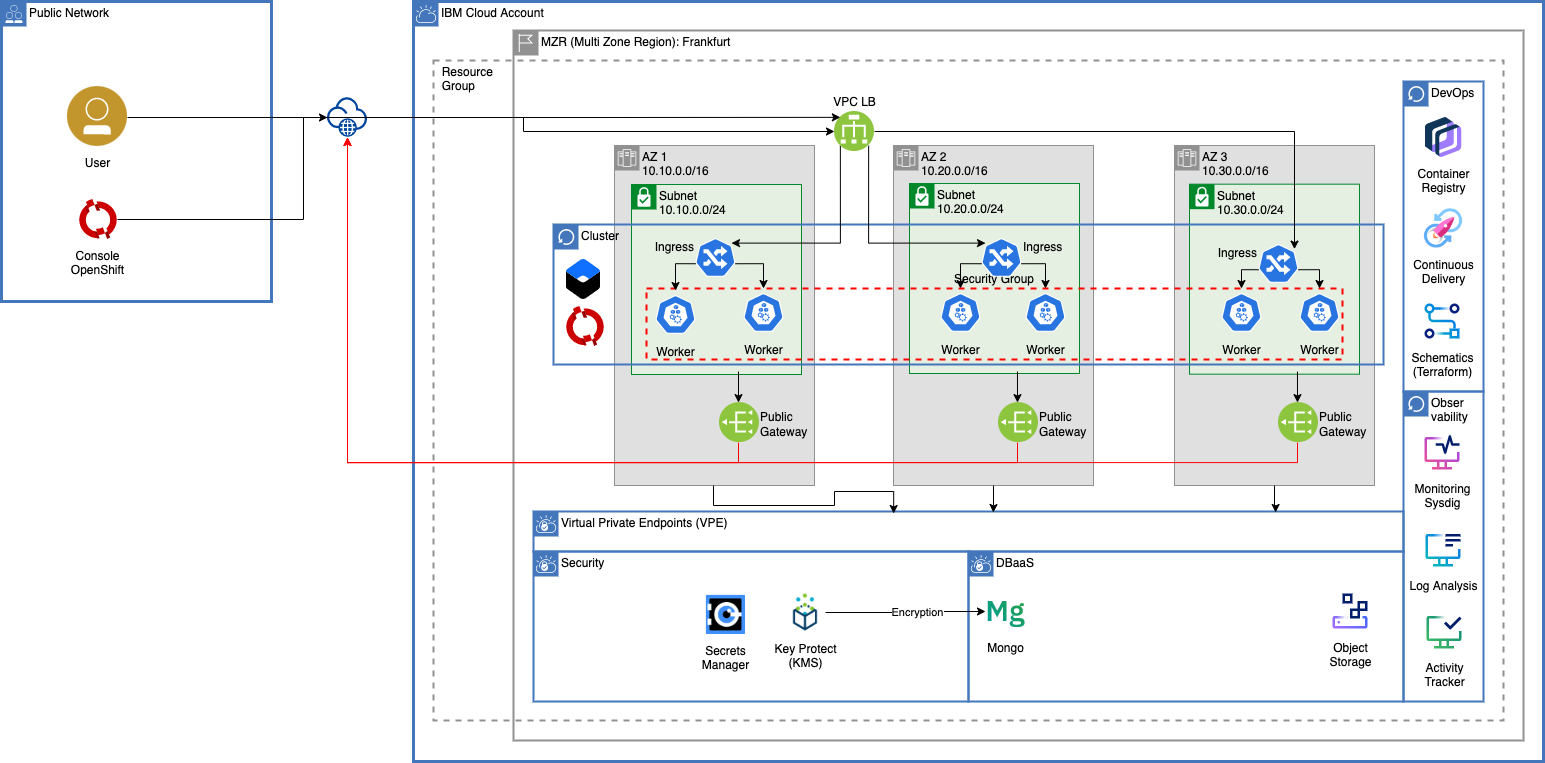 Public Network
User
Console
OpenShift
IBM Cloud Account
MZR (Multi Zone Region): Frankfurt
Resource
Group
VPC LB
AZ 1
10.10.0.0/16
Subnet
10.10.0.0/24
AZ 2
10.20.0.0/16
Subnet
10.20.0.0/24
AZ 3
10.30.0.0/16
Subnet
10.30.0.0/24
Cluster
Ingress
Ingress
Ingress
Security Group
Worker
Worker
Worker
Worker
Worker
Worker
Public
Gateway
Public
Gateway
Public
Gateway
Virtual Private Endpoints (VPE)
Security
Secrets
Manager
Key Protect
(KMS)
Encryption
DBaaS
Mg
Mongo
Object
Storage
DevOps
Container
Registry
Continuous
Delivery
Schematics
(Terraform)
Obser
vability
Monitoring
Sysdig
Log Analysis
Activity
Tracker